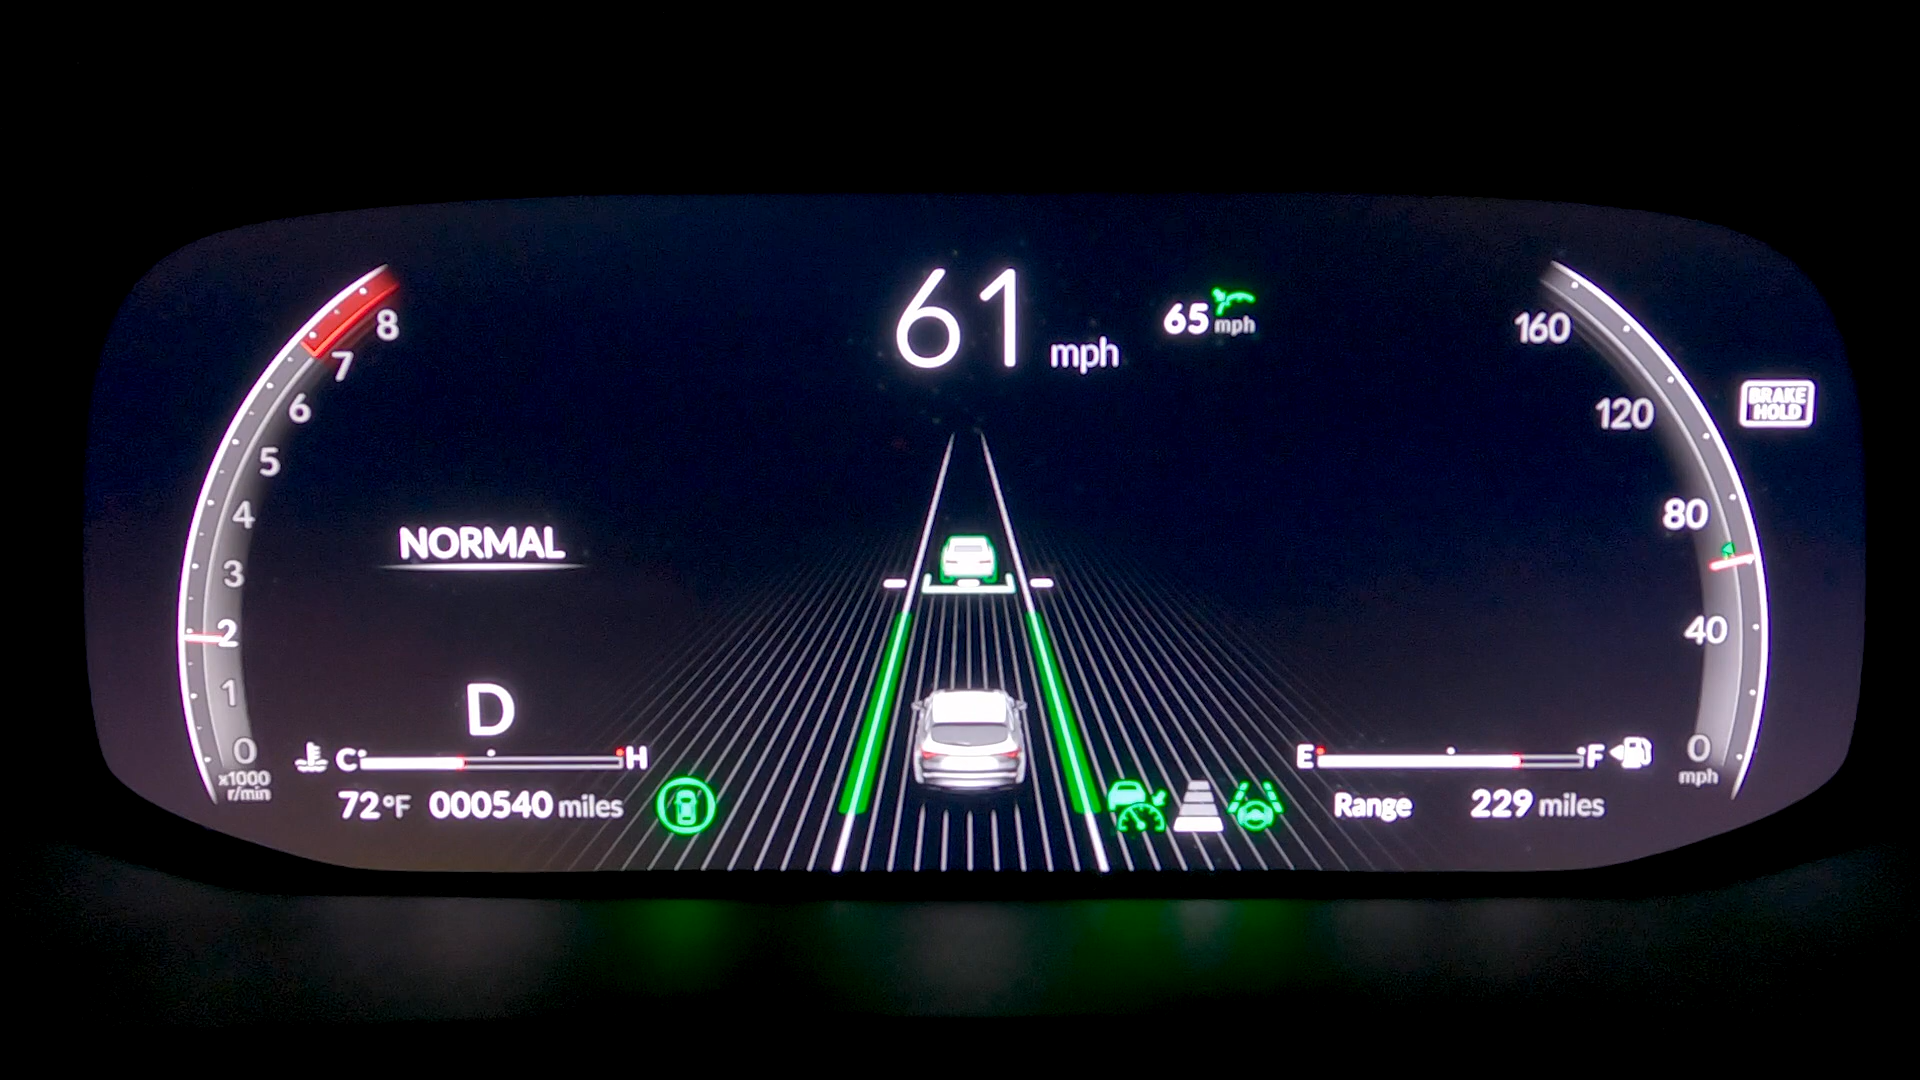 61 mph
65 mph
8
7
6
5
4
3
2
1
0
x1000
r/min
160
120
80
40
0
mph
BRAKE
HOLD
NORMAL
D
C H
E F
72°F 000540 miles
Range 229 miles